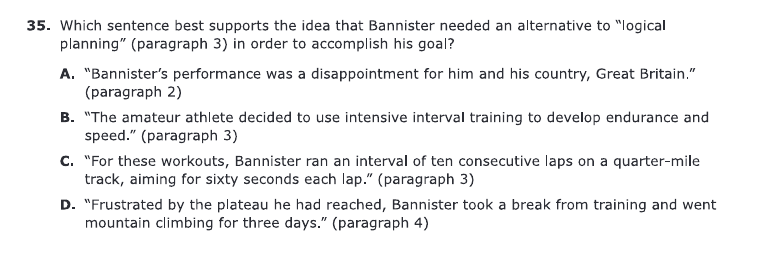 35. Which sentence best supports the idea that Bannister needed an alternative to “logical
planning” (paragraph 3) in order to accomplish his goal?
A. “Bannister’s performance was a disappointment for him and his country, Great Britain.”
(paragraph 2)
B. “The amateur athlete decided to use intensive interval training to develop endurance and
speed.” (paragraph 3)
C. “For these workouts, Bannister ran an interval of ten consecutive laps on a quarter-mile
track, aiming for sixty seconds each lap.” (paragraph 3)
D. “Frustrated by the plateau he had reached, Bannister took a break from training and went
mountain climbing for three days.” (paragraph 4)